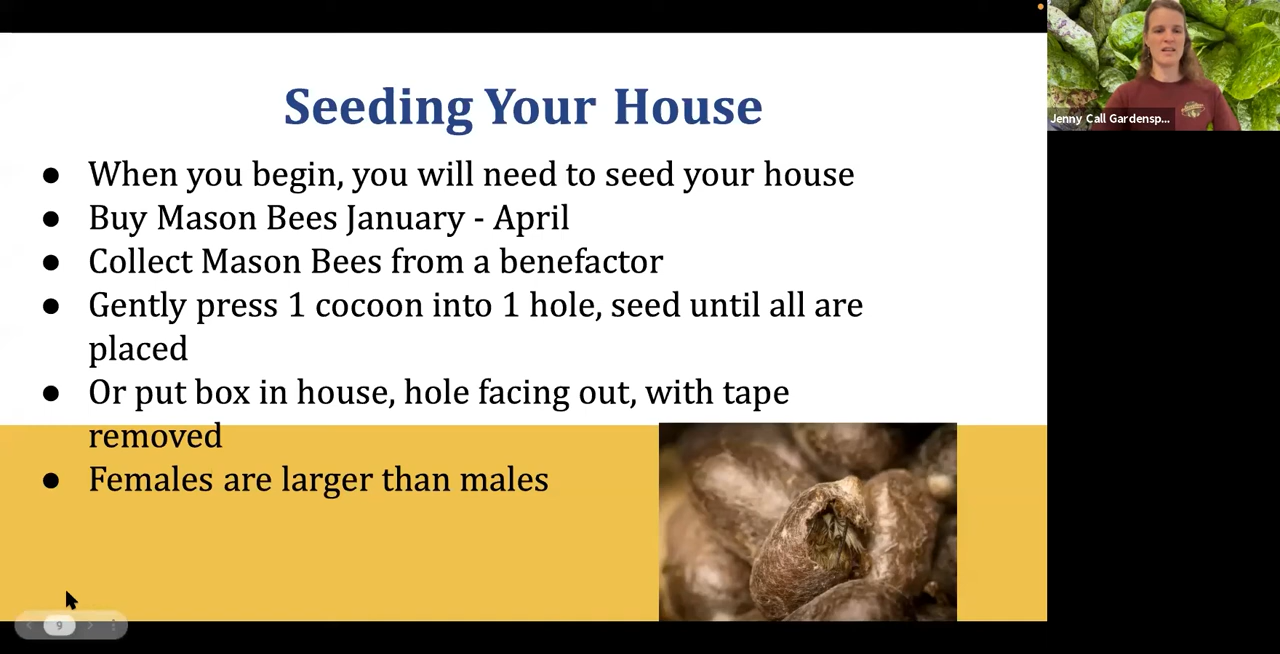 Seeding Your House
● When you begin, you will need to seed your house
● Buy Mason Bees January - April
● Collect Mason Bees from a benefactor
● Gently press 1 cocoon into 1 hole, seed until all are
placed
● Or put box in house, hole facing out, with tape
removed
● Females are larger than males
9
Jenny Call Gardensp...